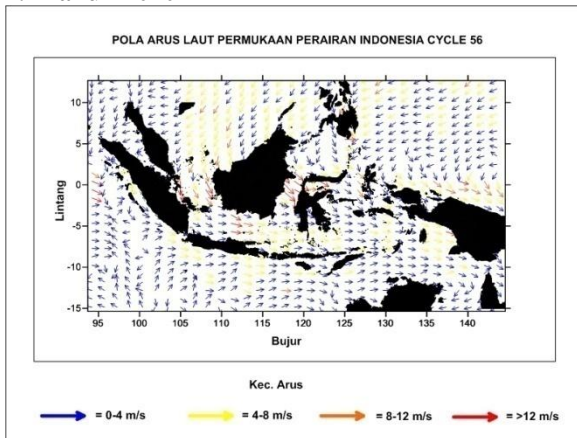 POLA ARUS LAUT PERMUKAAN PERAIRAN INDONESIA CYCLE 56
10
5
0
-5
-10
-15
Lintang
95 100 105 110 115 120 125 130 135 140
Bujur
Kec. Arus
= 0-4 m/s = 4-8 m/s = 8-12 m/s = >12 m/s